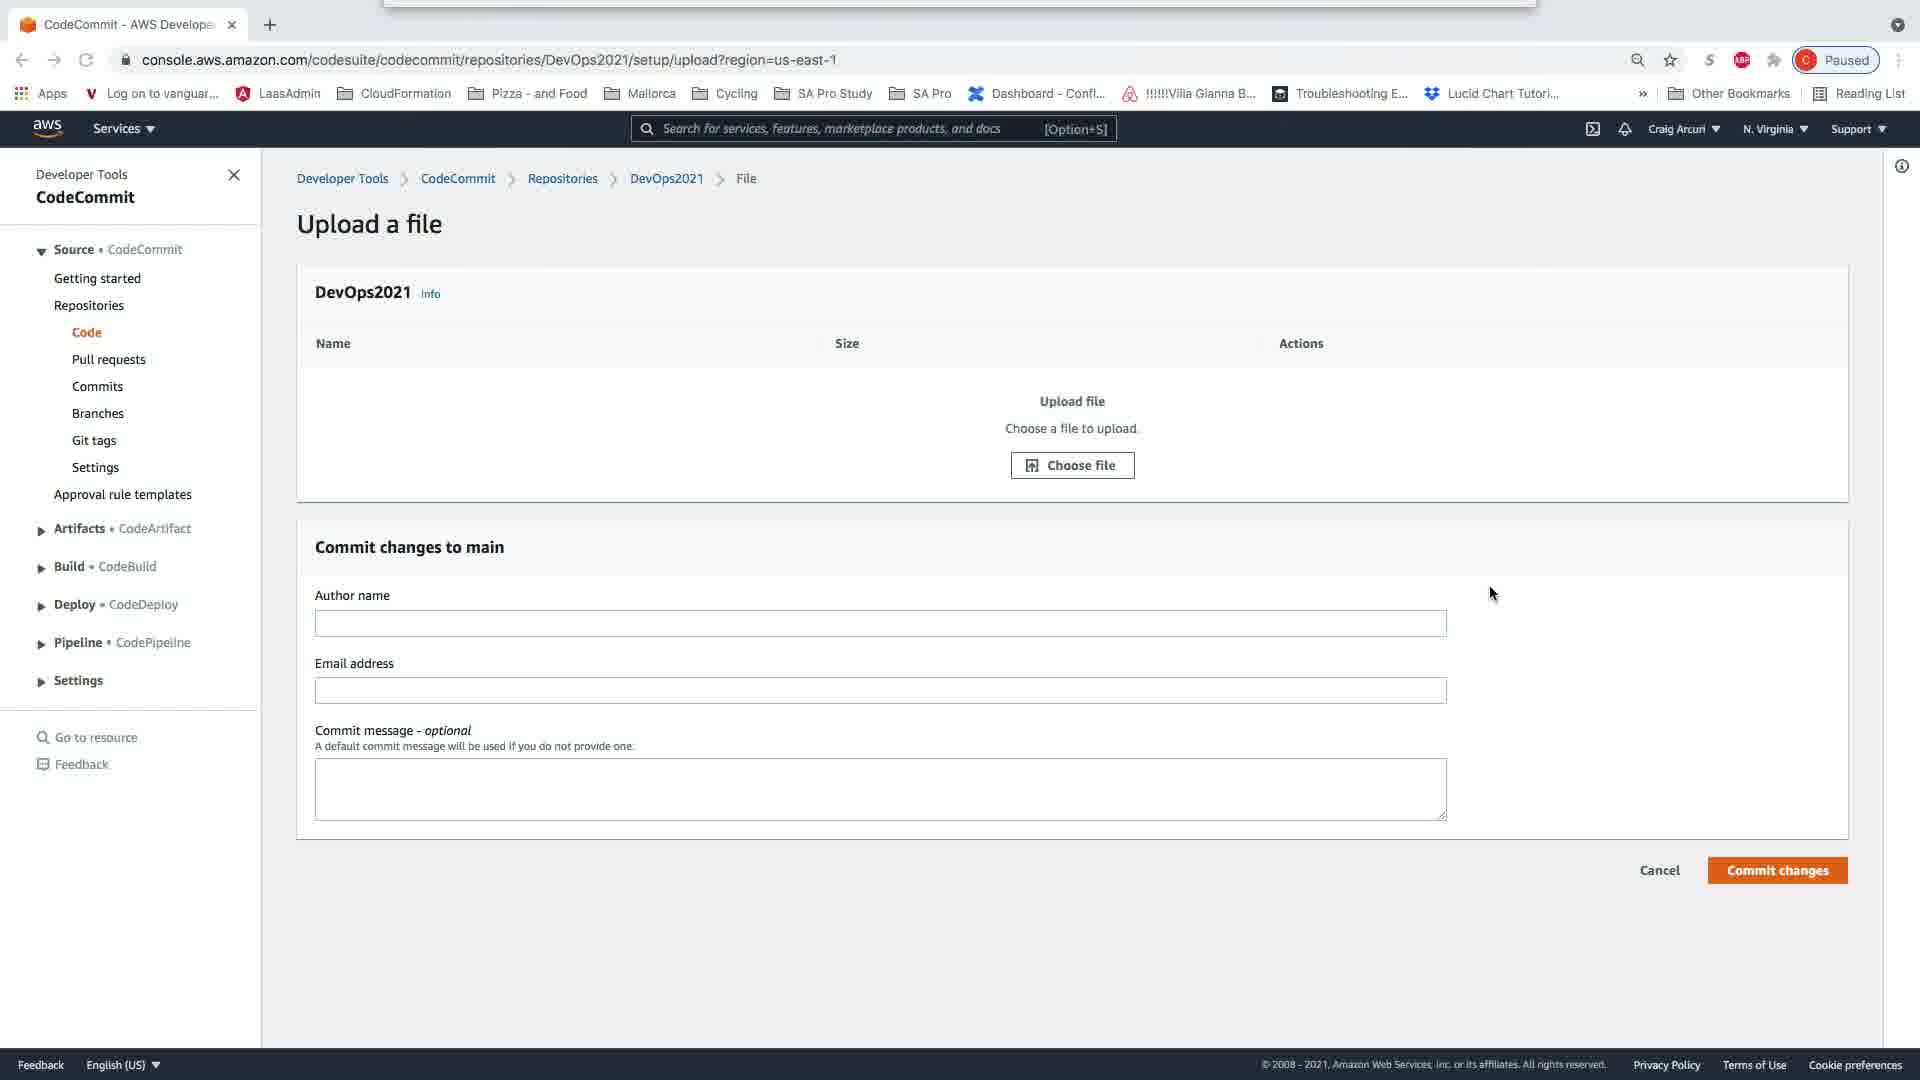 CodeCommit - AWS Develope
console.aws.amazon.com/codesuite/codecommit/repositories/DevOps2021/setup/upload?region=us-east-1
S
ABP
C Paused
Apps
Log on to vanguar...
LaasAdmin
CloudFormation
Pizza - and Food
Mallorca
Cycling
SA Pro Study
SA Pro
Dashboard - Confl...
!!!!!!Villa Gianna B...
Troubleshooting E...
Lucid Chart Tutori...
»
Other Bookmarks
Reading List
aws
Services
Search for services, features, marketplace products, and docs
[Option+S]
Craig Arcuri
N. Virginia
Support
Developer Tools
CodeCommit
Source • CodeCommit
Getting started
Repositories
Code
Pull requests
Commits
Branches
Git tags
Settings
Approval rule templates
Artifacts • CodeArtifact
Build • CodeBuild
Deploy • CodeDeploy
Pipeline • CodePipeline
Settings
Go to resource
Feedback
Developer Tools
CodeCommit
Repositories
DevOps2021
File
Upload a file
DevOps2021 Info
Name
Size
Actions
Upload file
Choose a file to upload.
Choose file
Commit changes to main
Author name
Email address
Commit message - optional
A default commit message will be used if you do not provide one.
Cancel
Commit changes
Feedback
English (US)
© 2008 - 2021, Amazon Web Services, Inc. or its affiliates. All rights reserved.
Privacy Policy
Terms of Use
Cookie preferences